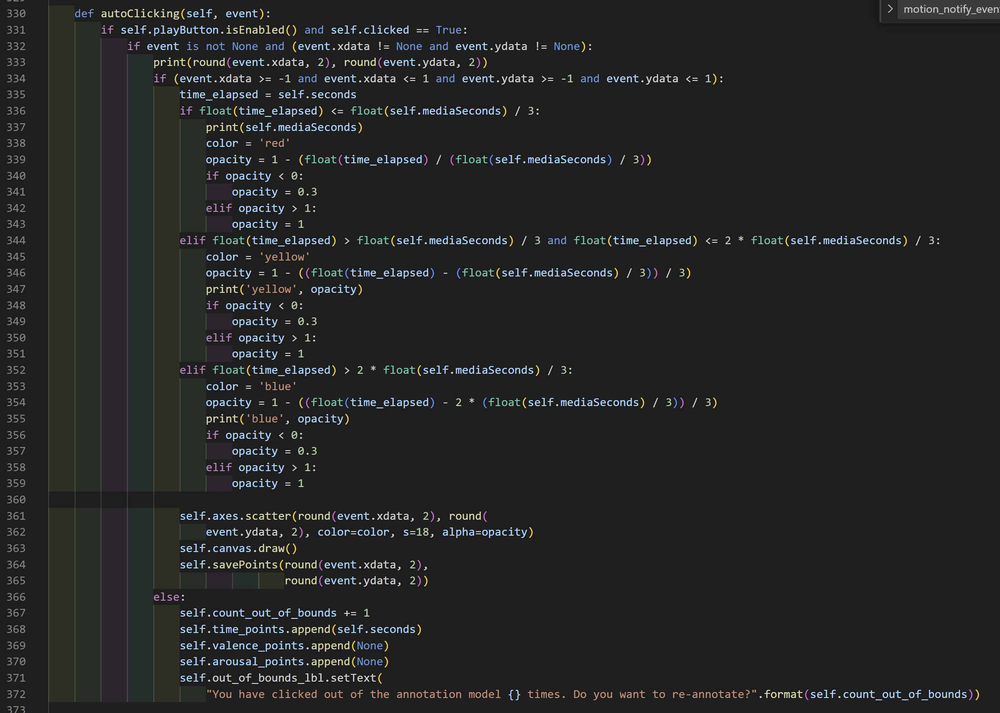 330 def autoClicking(self, event):
331 if self.playButton.isEnabled() and self.clicked == True:
332 if event is not None and (event.xdata != None and event.ydata != None):
333 print(round(event.xdata, 2), round(event.ydata, 2))
334 if (event.xdata >= -1 and event.xdata <= 1 and event.ydata >= -1 and event.ydata <= 1):
335 time_elapsed = self.seconds
336 if float(time_elapsed) <= float(self.mediaSeconds) / 3:
337 print(self.mediaSeconds)
338 color = 'red'
339 opacity = 1 - (float(time_elapsed) / (float(self.mediaSeconds) / 3))
340 if opacity < 0:
341 opacity = 0.3
342 elif opacity > 1:
343 opacity = 1
344 elif float(time_elapsed) > float(self.mediaSeconds) / 3 and float(time_elapsed) <= 2 * float(self.mediaSeconds) / 3:
345 color = 'yellow'
346 opacity = 1 - ((float(time_elapsed) - (float(self.mediaSeconds) / 3)) / 3)
347 print('yellow', opacity)
348 if opacity < 0:
349 opacity = 0.3
350 elif opacity > 1:
351 opacity = 1
352 elif float(time_elapsed) > 2 * float(self.mediaSeconds) / 3:
353 color = 'blue'
354 opacity = 1 - ((float(time_elapsed) - 2 * (float(self.mediaSeconds) / 3)) / 3)
355 print('blue', opacity)
356 if opacity < 0:
357 opacity = 0.3
358 elif opacity > 1:
359 opacity = 1
360
361 self.axes.scatter(round(event.xdata, 2), round(
362 event.ydata, 2), color=color, s=18, alpha=opacity)
363 self.canvas.draw()
364 self.savePoints(round(event.xdata, 2),
365 round(event.ydata, 2))
366 else:
367 self.count_out_of_bounds += 1
368 self.time_points.append(self.seconds)
369 self.valence_points.append(None)
370 self.arousal_points.append(None)
371 self.out_of_bounds_lbl.setText(
372 "You have clicked out of the annotation model {} times. Do you want to re-annotate?".format(self.count_out_of_bounds))
373
motion_notify_even